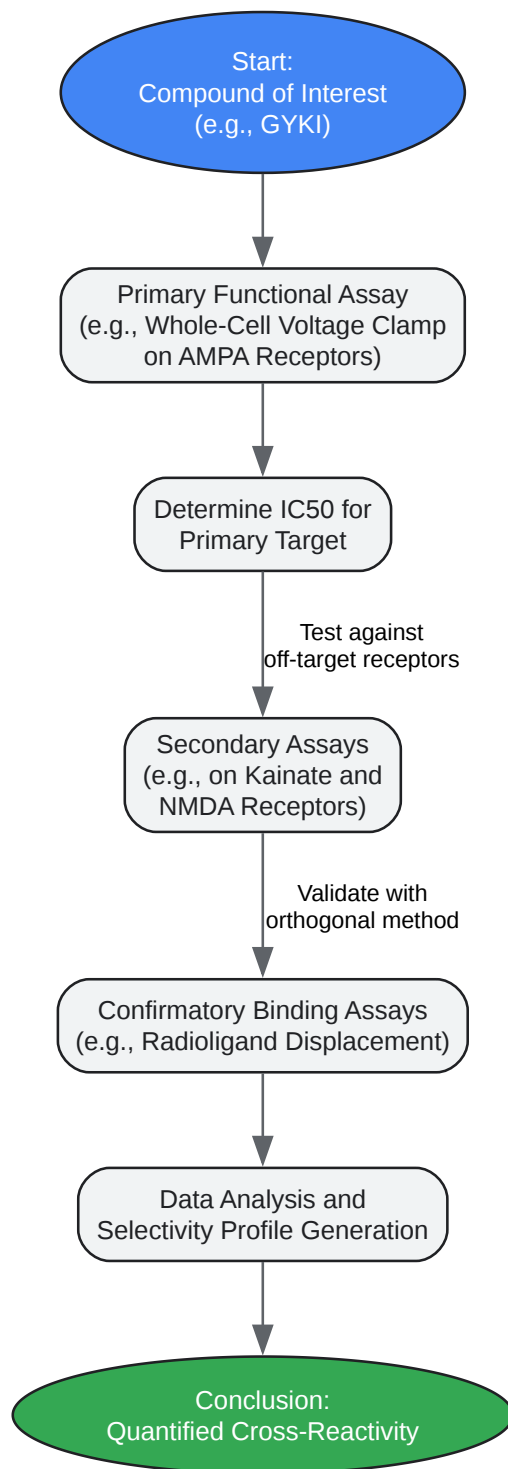 Start:
Compound of Interest
(e.g., GYKI)
Primary Functional Assay
(e.g., Whole-Cell Voltage Clamp
on AMPA Receptors)
Determine IC50 for
Primary Target
Test against
off-target receptors
Secondary Assays
(e.g., on Kainate and
NMDA Receptors)
Validate with
orthogonal method
Confirmatory Binding Assays
(e.g., Radioligand Displacement)
Data Analysis and
Selectivity Profile Generation
Conclusion:
Quantified Cross-Reactivity